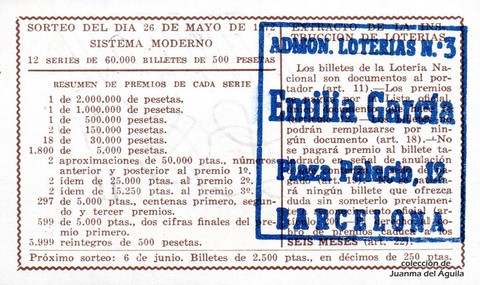 SORTEO DEL DIA 26 DE MAYO DE 1972
SISTEMA MODERNO
12 SERIES DE 60.000 BILLETES DE 500 PESETAS
RESUMEN DE PREMIOS DE CADA SERIE
1 de 2.000.000 de pesetas.
1 de 1.000.000 de pesetas.
1 de 500.000 pesetas.
2 de 150.000 pesetas.
18 de 30.000 pesetas.
1.800 de 5.000 pesetas.
2 aproximaciones de 50.000 ptas., números
anterior y posterior al premio 1º.
2 ídem de 25.000 ptas. al premio 2º.
2 ídem de 15.250 ptas. al premio 3º.
297 de 5.000 ptas., centenas primero, segundo
y tercer premios.
599 de 5.000 ptas., dos cifras finales del premio
primero.
5.999 reintegros de 500 pesetas.
EXTRACTO DE LA INSTRUCCION
DE LOTERIAS
Los billetes de la Lotería Nacional
son documentos al portador
(art. 11).—Los premios
lista oficial
podrán remplazarse por ningún
documento (art. 18).—No
se pagará premio al billete
en señal de anulación
rá ningún billete que ofrezca
duda sin someterlo previamente
premio de caduca a los
SEIS MESES (art. 22).
ADMON. LOTERIAS N.º 3
Emilia García
Plaza Palacio, 12
BARCELONA
Próximo sorteo: 6 de junio. Billetes de 2.500 ptas., en décimos de 250 ptas.
colección de
Juanma del Aguila